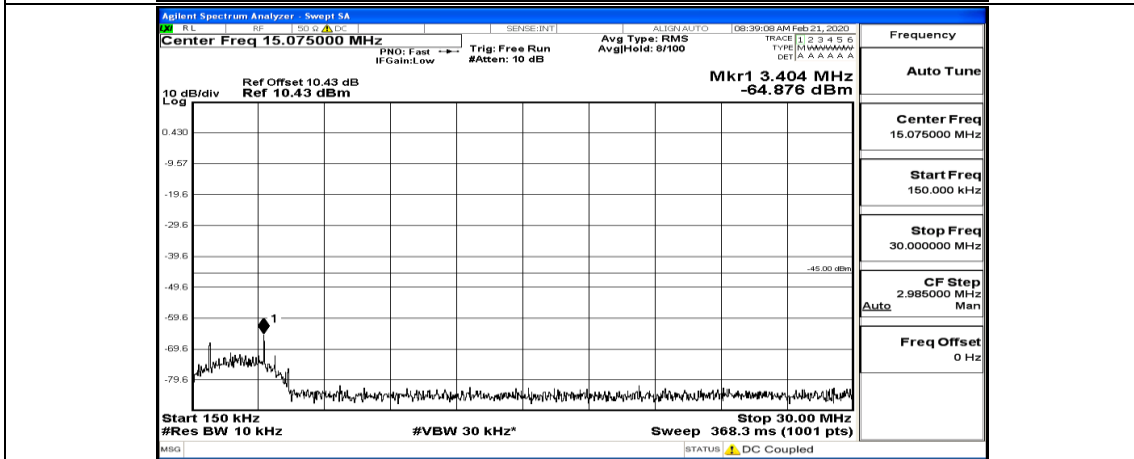 Agilent Spectrum Analyzer - Swept SA
LXI RL RF 50 Ω DC SENSE:INT ALIGN AUTO 08:39:08 AM Feb 21, 2020
Center Freq 15.075000 MHz
PNO: Fast
IFGain:Low
Trig: Free Run
#Atten: 10 dB
Avg Type: RMS
Avg|Hold: 8/100
TRACE 1 2 3 4 5 6
TYPE M WWWWW
DET A A A A A A
Ref Offset 10.43 dB
10 dB/div Ref 10.43 dBm
Log
Mkr1 3.404 MHz
-64.876 dBm
0.430
-9.57
-19.6
-29.6
-39.6
-45.00 dBm
-49.6
-59.6
1
-69.6
-79.6
Start 150 kHz Stop 30.00 MHz
#Res BW 10 kHz #VBW 30 kHz* Sweep 368.3 ms (1001 pts)
MSG STATUS DC Coupled
Frequency
Auto Tune
Center Freq
15.075000 MHz
Start Freq
150.000 kHz
Stop Freq
30.000000 MHz
CF Step
2.985000 MHz
Auto Man
Freq Offset
0 Hz